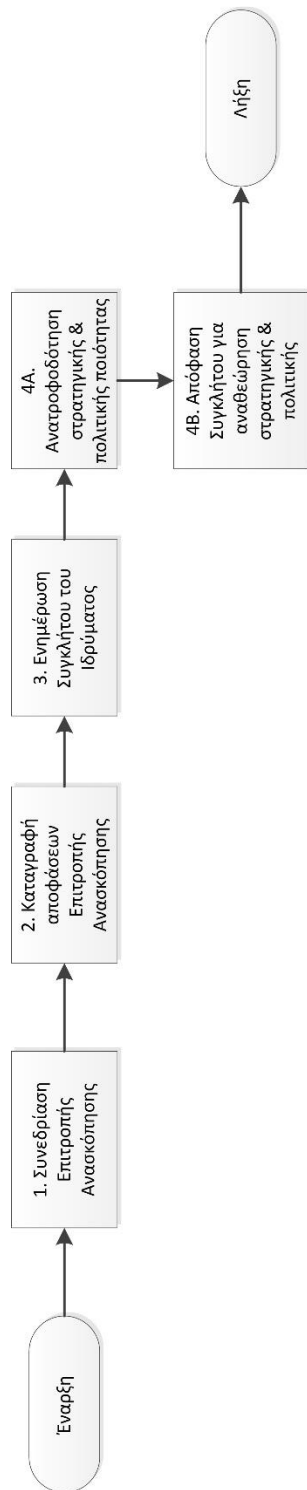 Έναρξη
1. Συνεδρίαση
Επιτροπής
Ανασκόπησης
2. Καταγραφή
αποφάσεων
Επιτροπής
Ανασκόπησης
3. Ενημέρωση
Συγκλήτου του
Ιδρύματος
4Α.
Ανατροφοδότηση
στρατηγικής &
πολιτικής ποιότητας
4Β. Απόφαση
Συγκλήτου για
αναθεώρηση
στρατηγικής &
πολιτικής
Λήξη